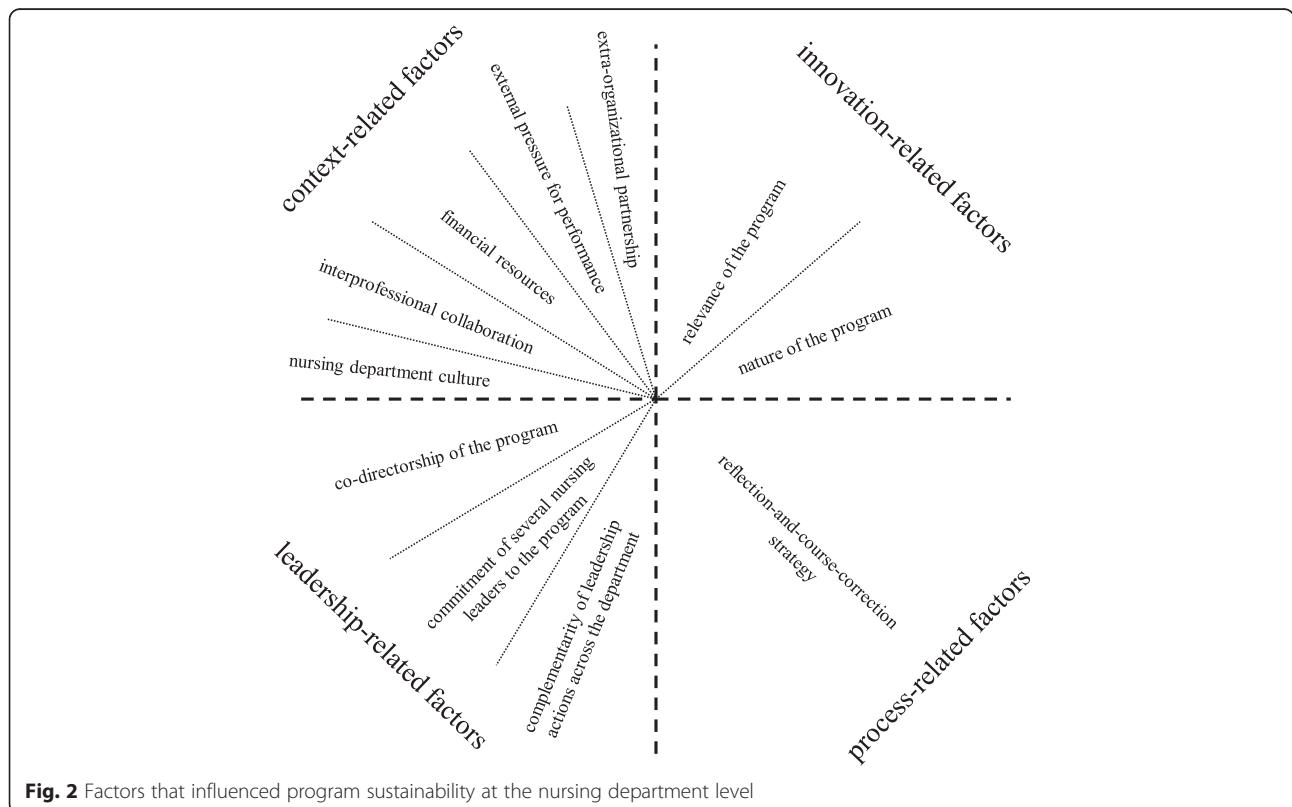 context-related factors
extra-organizational partnership
external pressure for performance
financial resources
interprofessional collaboration
nursing department culture
innovation-related factors
relevance of the program
nature of the program
co-directorship of the program
commitment of several nursing
leaders to the program
complementarity of leadership
actions across the department
leadership-related factors
reflection-and-course-correction
strategy
process-related factors
Fig. 2 Factors that influenced program sustainability at the nursing department level